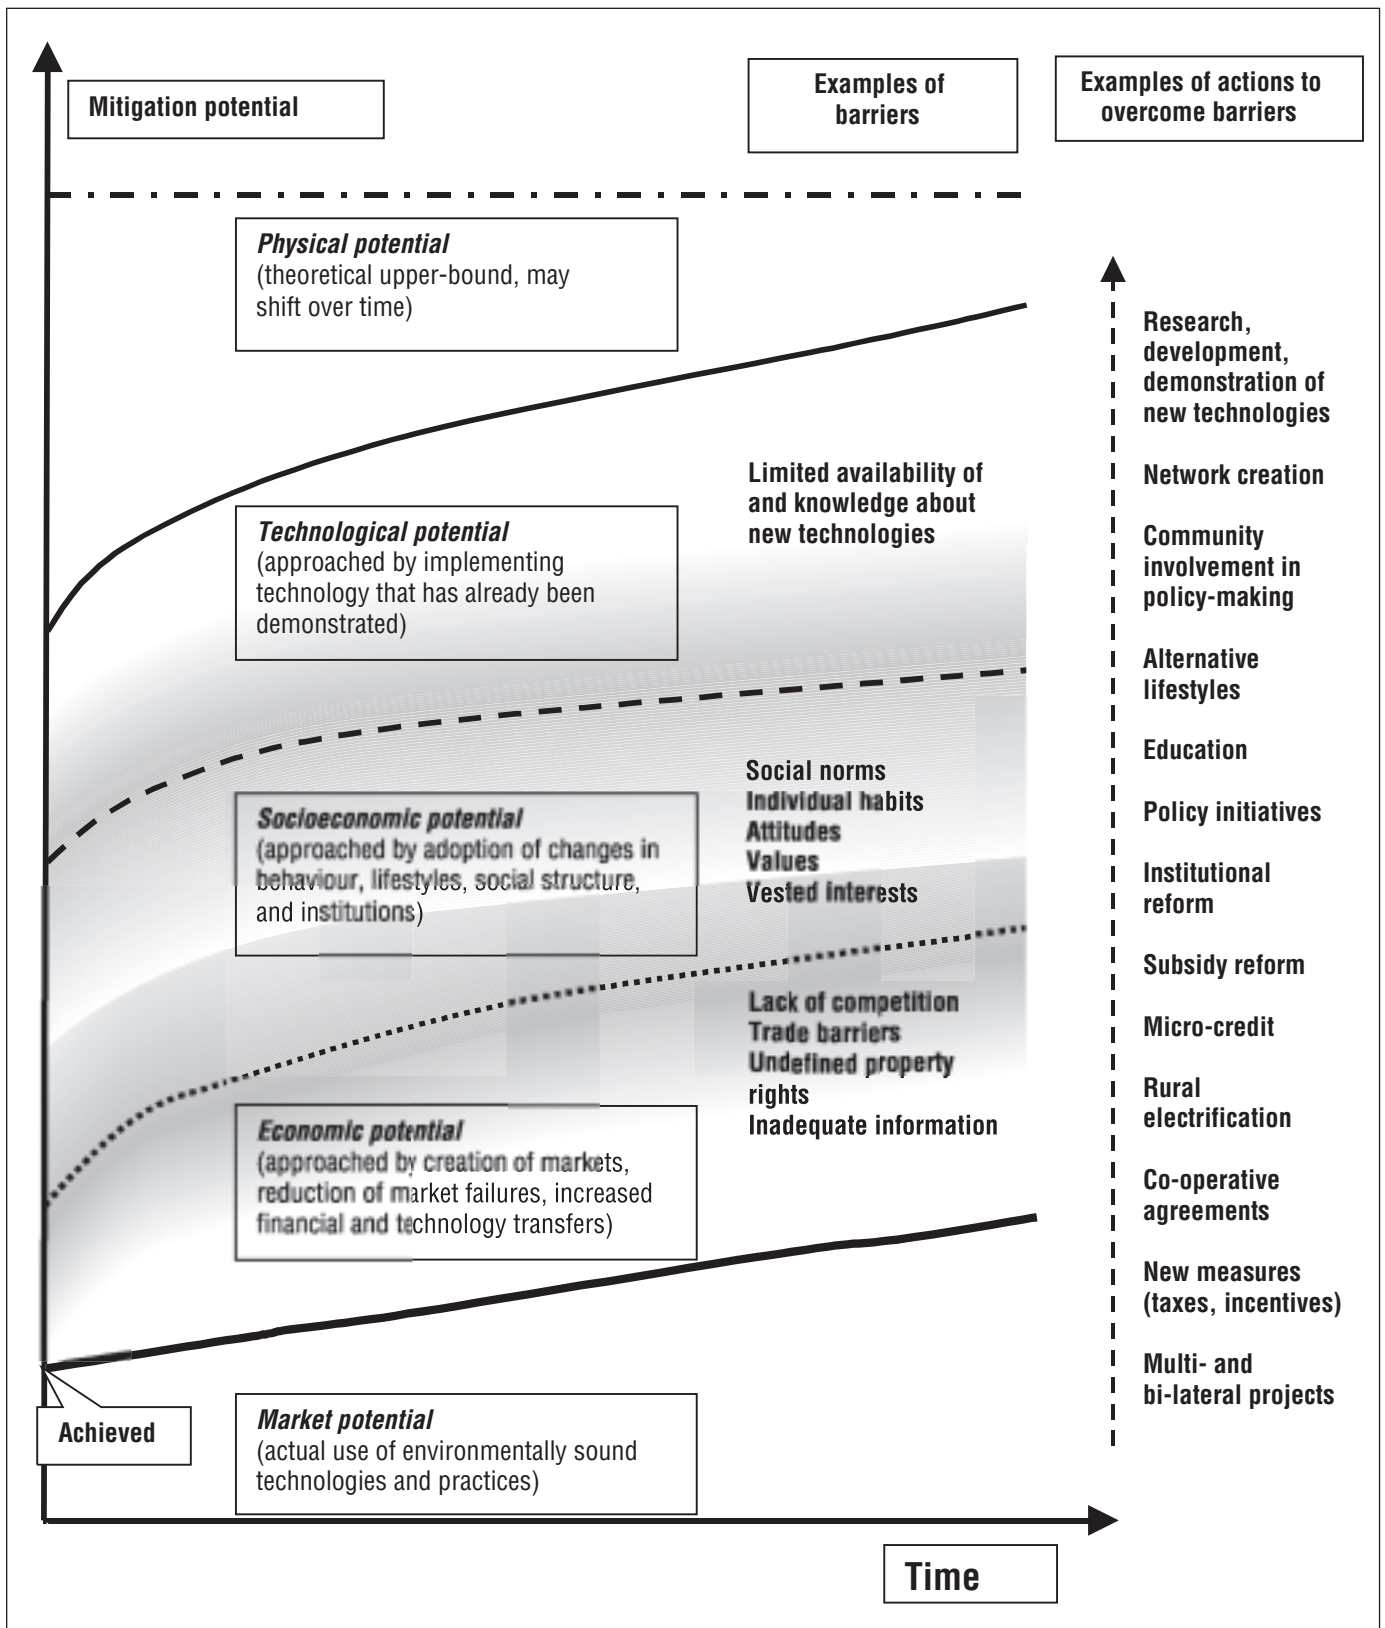 Mitigation potential
Examples of
barriers
Examples of actions to
overcome barriers
Physical potential
(theoretical upper-bound, may
shift over time)
Technological potential
(approached by implementing
technology that has already been
demonstrated)
Socioeconomic potential
(approached by adoption of changes in
behaviour, lifestyles, social structure,
and institutions)
Economic potential
(approached by creation of markets,
reduction of market failures, increased
financial and technology transfers)
Achieved
Market potential
(actual use of environmentally sound
technologies and practices)
Limited availability of
and knowledge about
new technologies
Social norms
Individual habits
Attitudes
Values
Vested interests
Lack of competition
Trade barriers
Undefined property
rights
Inadequate information
Research,
development,
demonstration of
new technologies
Network creation
Community
involvement in
policy-making
Alternative
lifestyles
Education
Policy initiatives
Institutional
reform
Subsidy reform
Micro-credit
Rural
electrification
Co-operative
agreements
New measures
(taxes, incentives)
Multi- and
bi-lateral projects
Time